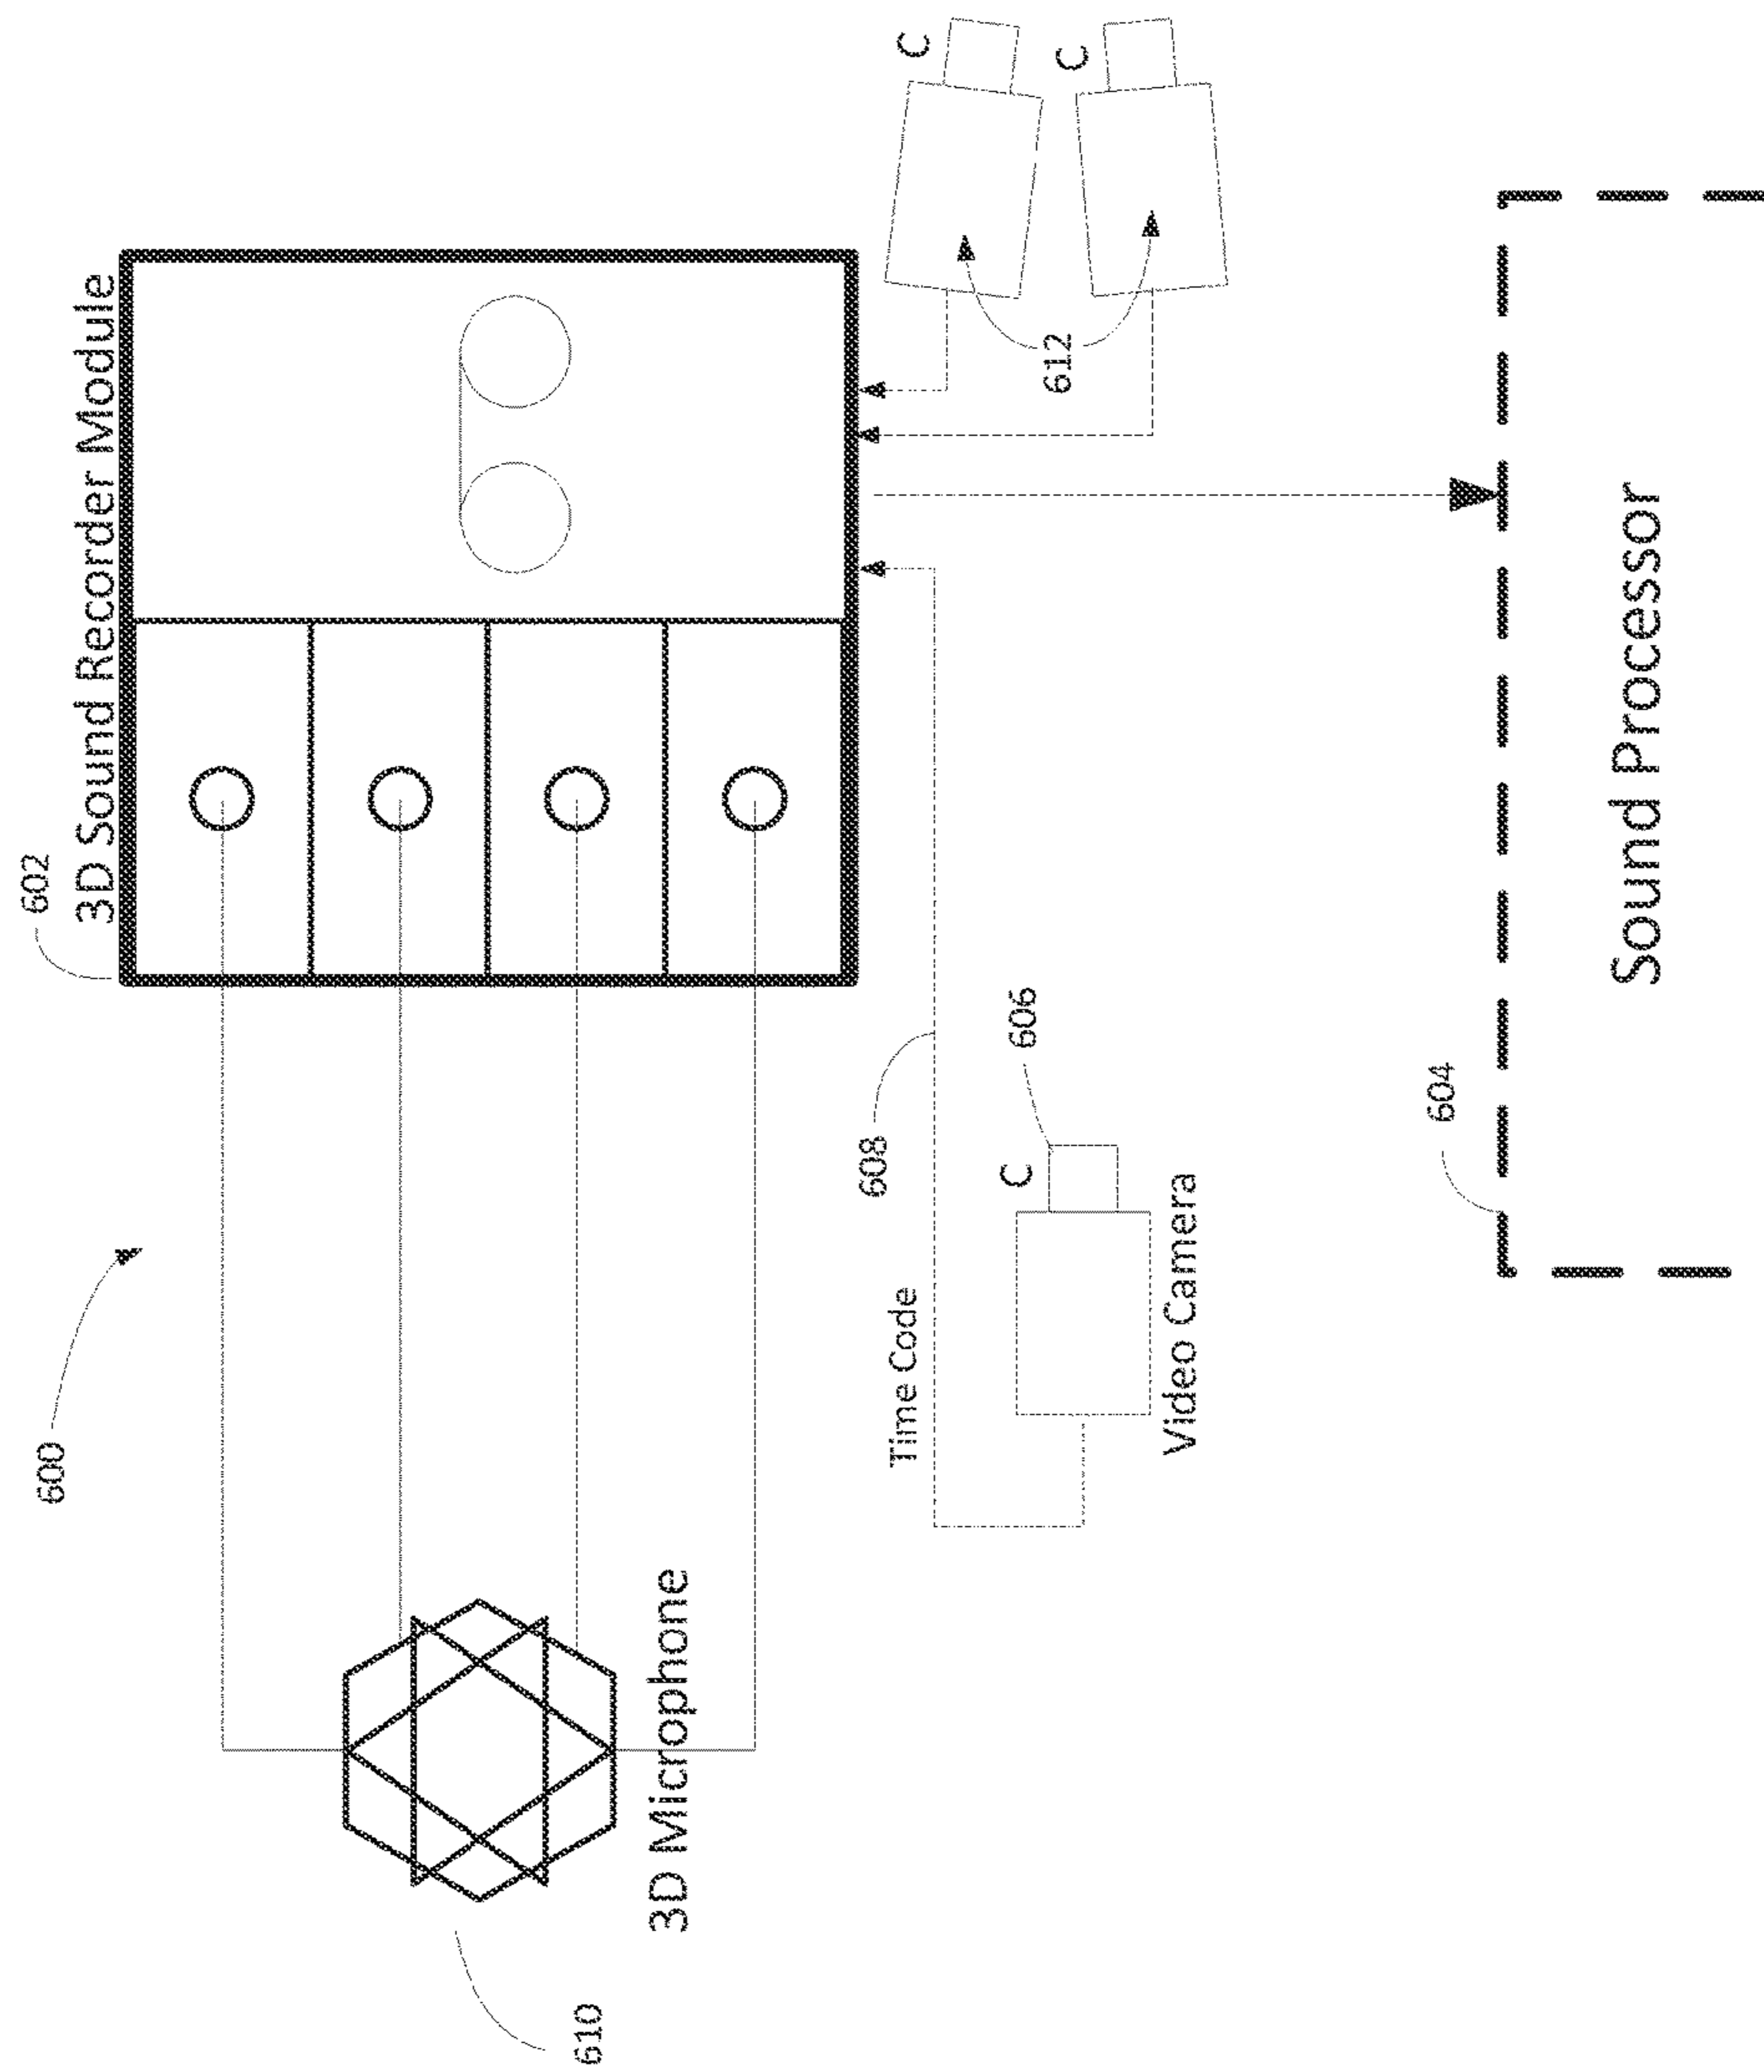 600
602
3D Sound Recorder Module
610
3D Microphone
608
Time Code
C
C
606
612
C
Video Camera
604
Sound Processor